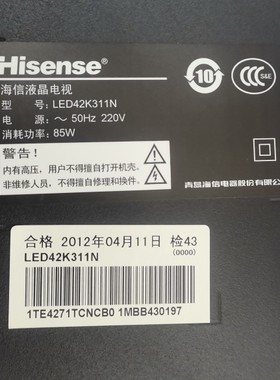 Hisense®
海信液晶电视
型 号：LED42K311N
电 源：～ 50Hz 220V
消耗功率：85W
10
CCC S&E
警告！
内有高压，用户不得擅自打开机壳。
非维修人员，不得擅自修理和换件。
青岛海信电器股份有限公司
合格 2012年04月11日 检43
(0000)
LED42K311N
1TE4271TCNCB0 1MBB430197